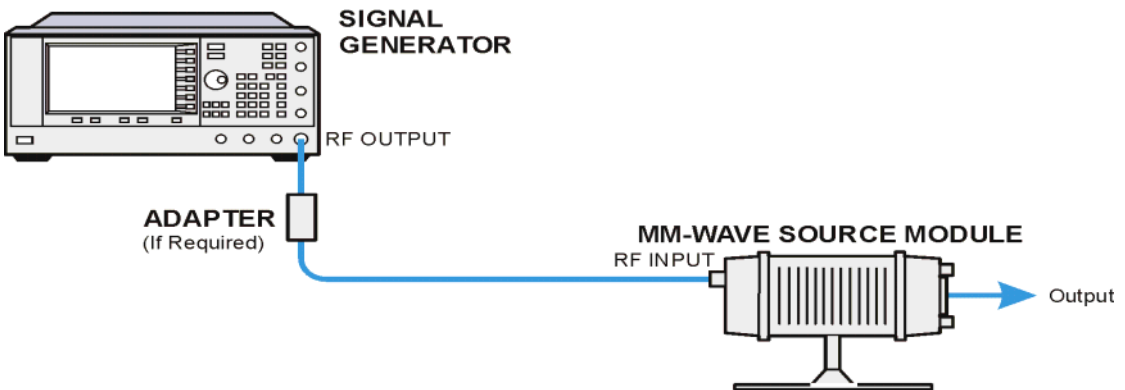 SIGNAL
GENERATOR
RF OUTPUT
ADAPTER
(If Required)
MM-WAVE SOURCE MODULE
RF INPUT
Output